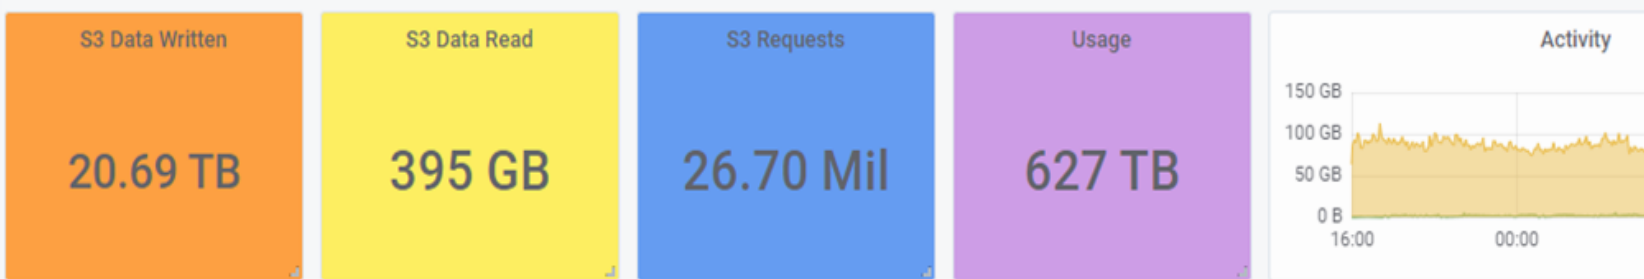 S3 Data Written
20.69 TB
S3 Data Read
395 GB
S3 Requests
26.70 Mil
Usage
627 TB
Activity
150 GB
100 GB
50 GB
0 B
16:00 00:00